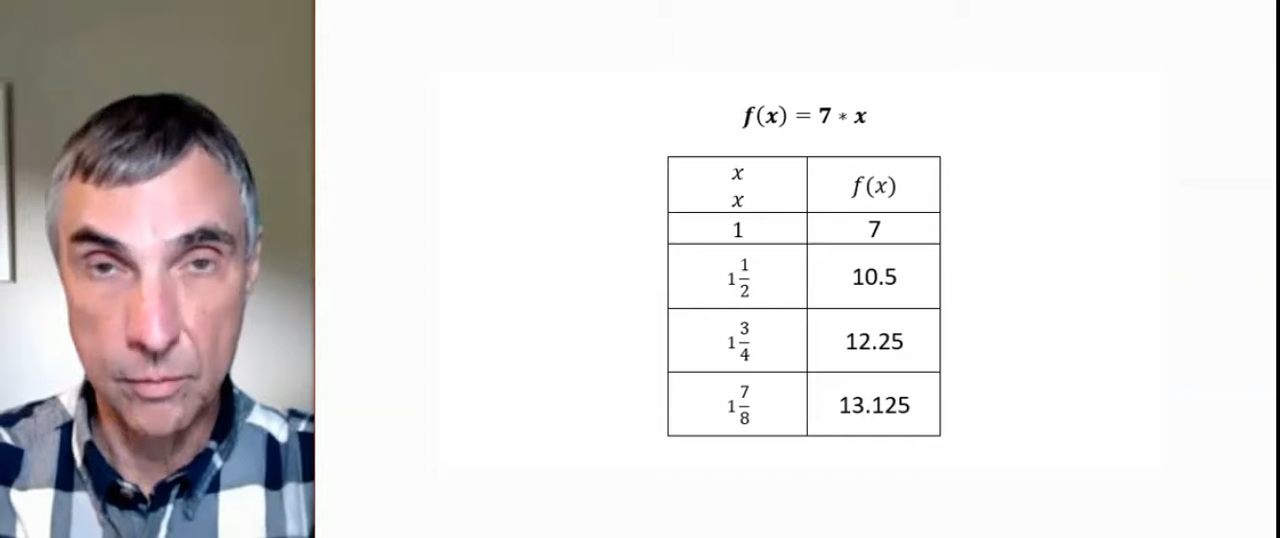 f(x) = 7 * x
x
x
f(x)
1 7
1 1/2 10.5
1 3/4 12.25
1 7/8 13.125